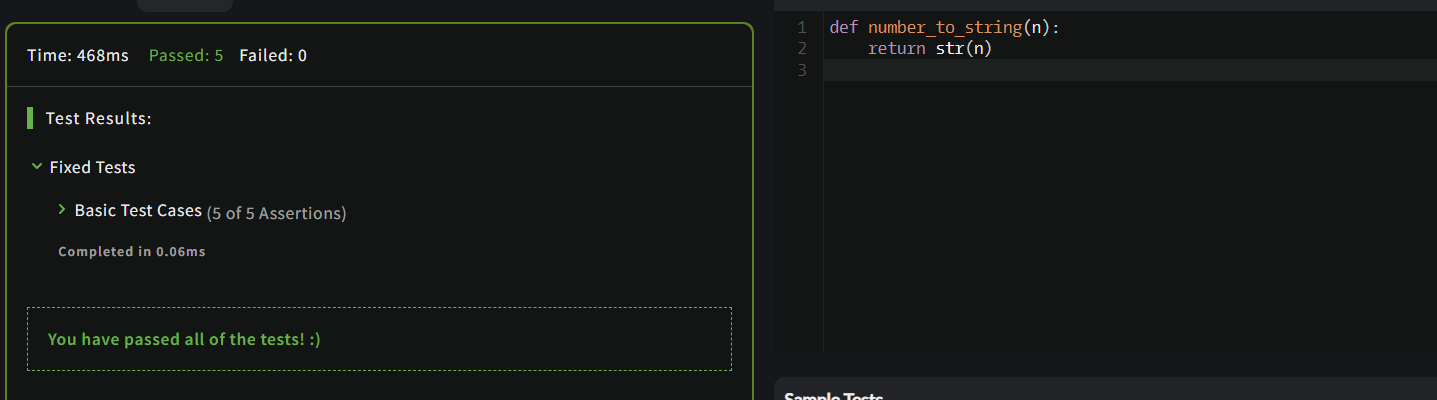 Time: 468ms Passed: 5 Failed: 0
Test Results:
Fixed Tests
Basic Test Cases (5 of 5 Assertions)
Completed in 0.06ms
You have passed all of the tests! :)
1 def number_to_string(n):
2     return str(n)
3
Sample Tests